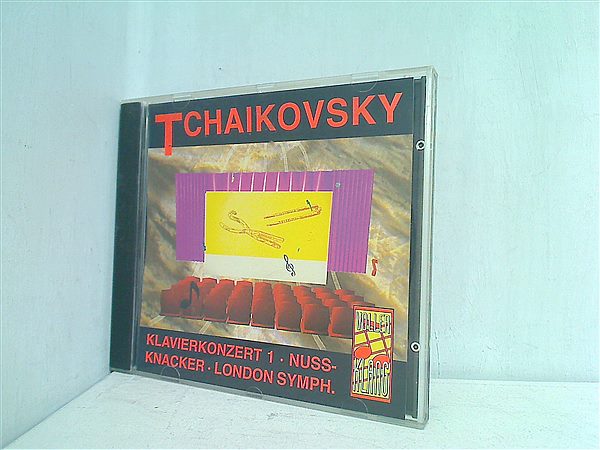 TCHAIKOVSKY
KLAVIERKONZERT 1 · NUSS-
KNACKER · LONDON SYMPH.
VOLLER
KLANG